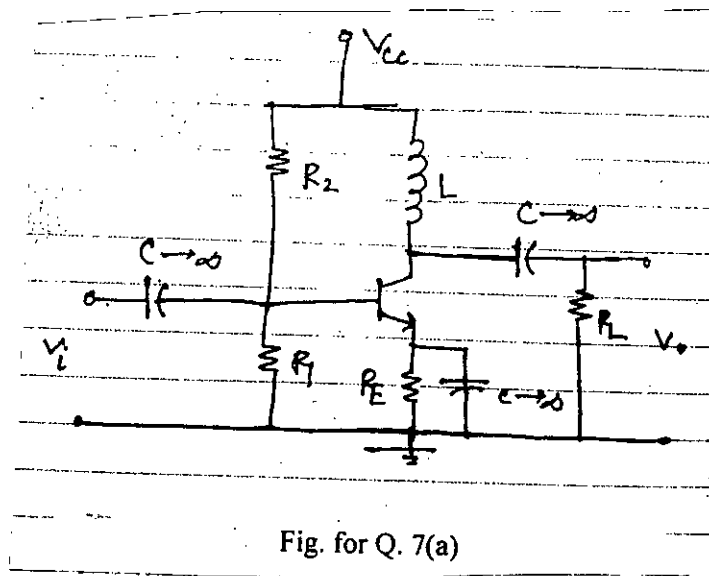 Vcc
R2
L
C→∞
C→∞
Vi
R1
RE
C→∞
RL
Vo
Fig. for Q. 7(a)